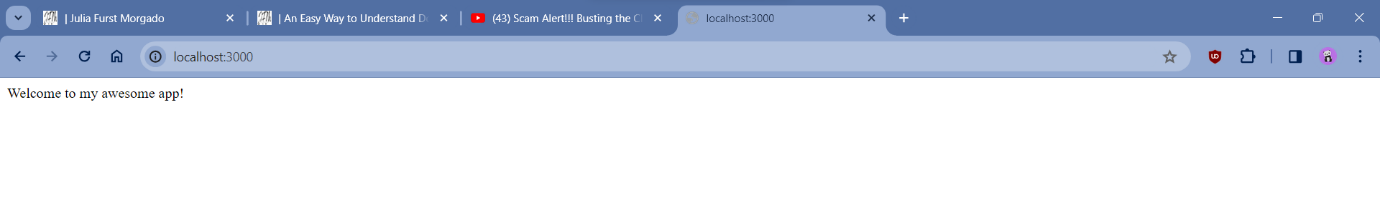 | Julia Furst Morgado
| An Easy Way to Understand D
(43) Scam Alert!!! Busting the C
localhost:3000
localhost:3000
Welcome to my awesome app!